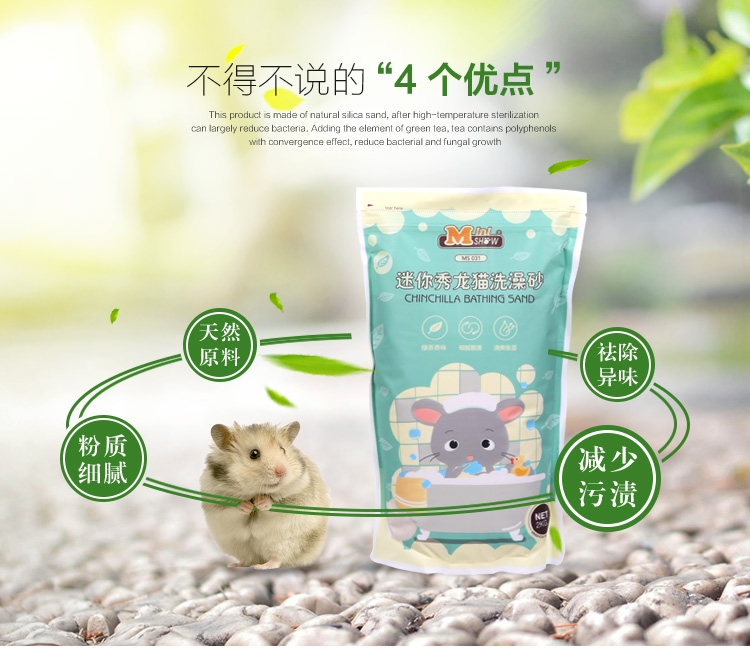 不得不说的“4 个优点 ”
This product is made of natural silica sand, after high-temperature sterilization
can largely reduce bacteria. Adding the element of green tea, tea contains polyphenols
with convergence effect, reduce bacterial and fungal growth
Mini
SHOW
MS 031
迷你秀龙猫洗澡砂
CHINCHILLA BATHING SAND
天然
原料
祛除
异味
粉质
细腻
减少
污渍
NET
2KG